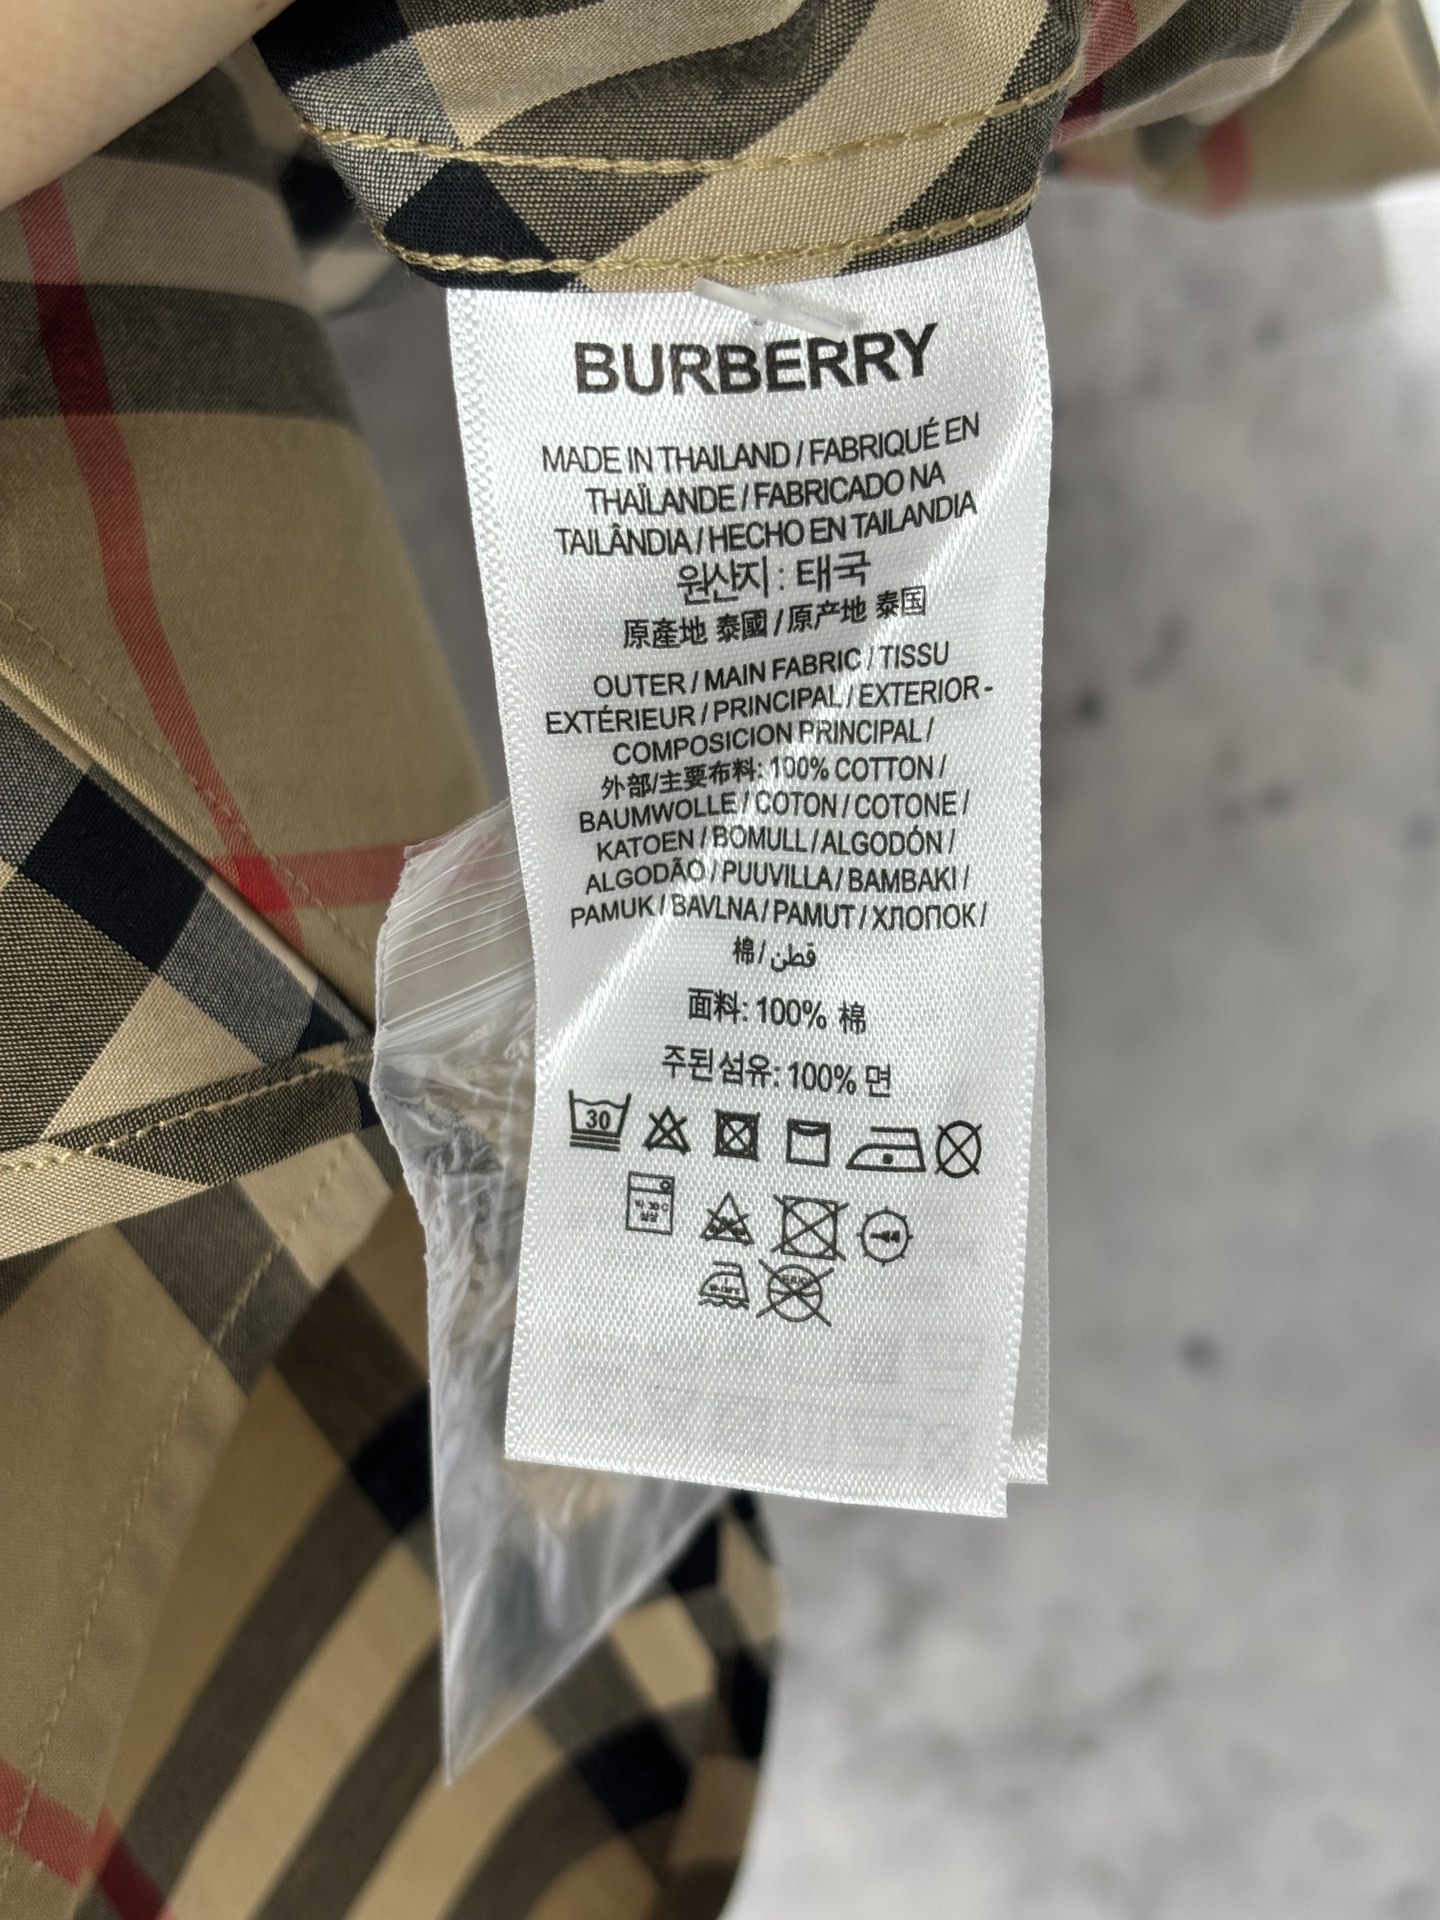 BURBERRY
MADE IN THAILAND / FABRIQUÉ EN
THAÏLANDE / FABRICADO NA
TAILÂNDIA / HECHO EN TAILANDIA
원산지 : 태국
原產地 泰國 / 原产地 泰国
OUTER / MAIN FABRIC / TISSU
EXTÉRIEUR / PRINCIPAL / EXTERIOR -
COMPOSICION PRINCIPAL /
外部/主要布料: 100% COTTON /
BAUMWOLLE / COTON / COTONE /
KATOEN / BOMULL / ALGODÓN /
ALGODÃO / PUUVILLA / BAMBAKI /
PAMUK / BAVLNA / PAMUT / ХЛОПОК /
棉 / قطن
面料: 100% 棉
주된섬유: 100% 면
30